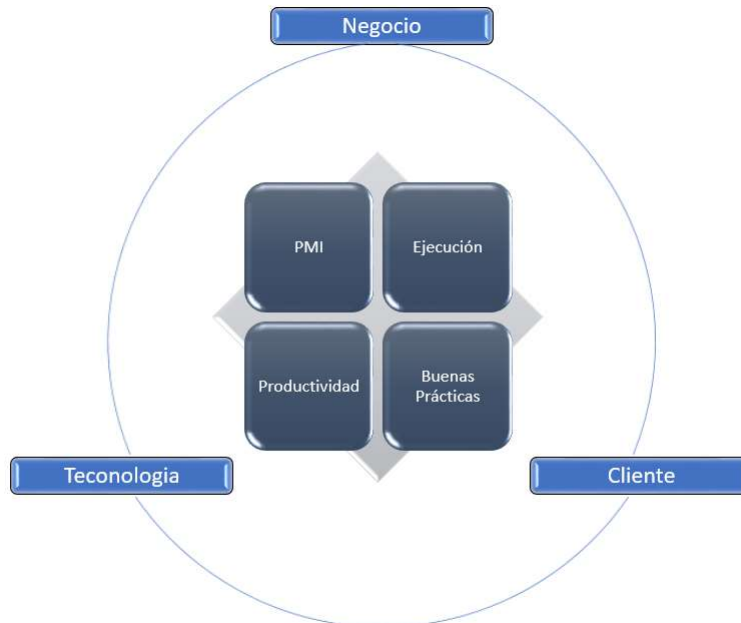 Negocio
PMI
Ejecución
Productividad
Buenas
Prácticas
Teconologia
Cliente